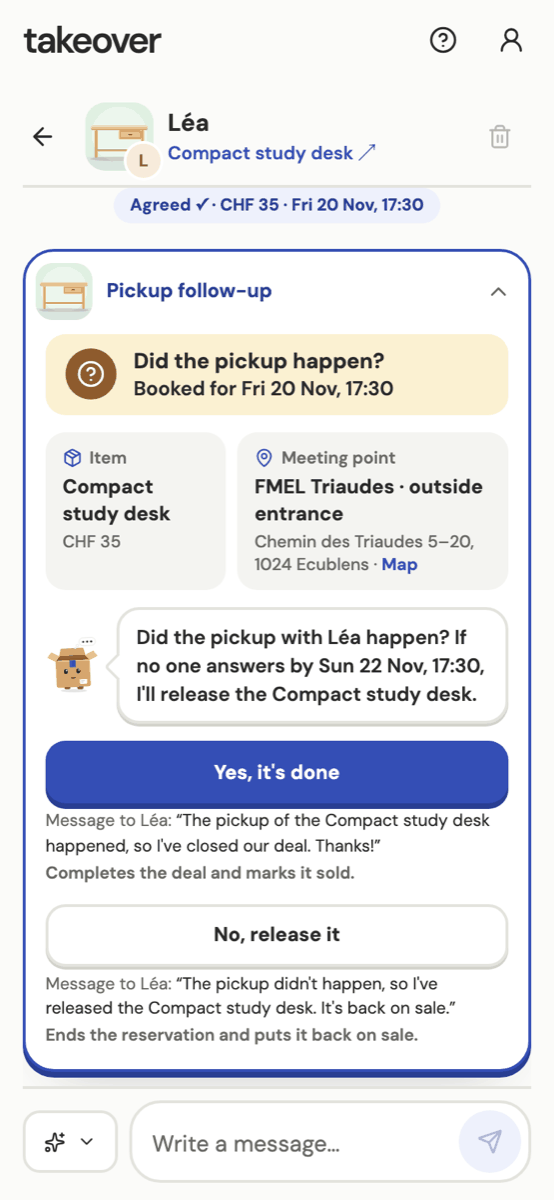 takeover
Léa
Compact study desk ↗
L
Agreed ✓ · CHF 35 · Fri 20 Nov, 17:30
Pickup follow-up
Did the pickup happen?
Booked for Fri 20 Nov, 17:30
Item
Compact
study desk
CHF 35
Meeting point
FMEL Triaudes · outside
entrance
Chemin des Triaudes 5–20,
1024 Ecublens · Map
Did the pickup with Léa happen? If
no one answers by Sun 22 Nov, 17:30,
I'll release the Compact study desk.
Yes, it's done
Message to Léa: “The pickup of the Compact study desk
happened, so I've closed our deal. Thanks!”
Completes the deal and marks it sold.
No, release it
Message to Léa: “The pickup didn't happen, so I've
released the Compact study desk. It's back on sale.”
Ends the reservation and puts it back on sale.
Write a message...